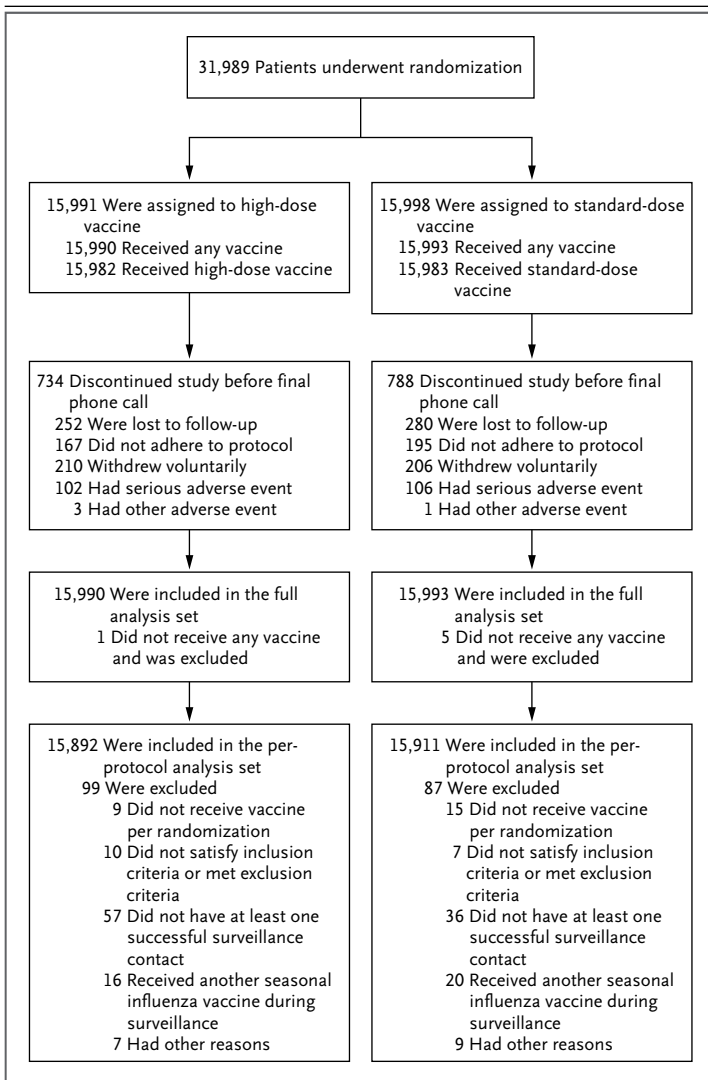 31,989 Patients underwent randomization
15,991 Were assigned to high-dose
vaccine
15,990 Received any vaccine
15,982 Received high-dose vaccine
15,998 Were assigned to standard-dose
vaccine
15,993 Received any vaccine
15,983 Received standard-dose
vaccine
734 Discontinued study before final
phone call
252 Were lost to follow-up
167 Did not adhere to protocol
210 Withdrew voluntarily
102 Had serious adverse event
3 Had other adverse event
788 Discontinued study before final
phone call
280 Were lost to follow-up
195 Did not adhere to protocol
206 Withdrew voluntarily
106 Had serious adverse event
1 Had other adverse event
15,990 Were included in the full
analysis set
1 Did not receive any vaccine
and was excluded
15,993 Were included in the full
analysis set
5 Did not receive any vaccine
and were excluded
15,892 Were included in the per-
protocol analysis set
99 Were excluded
9 Did not receive vaccine
per randomization
10 Did not satisfy inclusion
criteria or met exclusion
criteria
57 Did not have at least one
successful surveillance
contact
16 Received another seasonal
influenza vaccine during
surveillance
7 Had other reasons
15,911 Were included in the per-
protocol analysis set
87 Were excluded
15 Did not receive vaccine
per randomization
7 Did not satisfy inclusion
criteria or met exclusion
criteria
36 Did not have at least one
successful surveillance
contact
20 Received another seasonal
influenza vaccine during
surveillance
9 Had other reasons